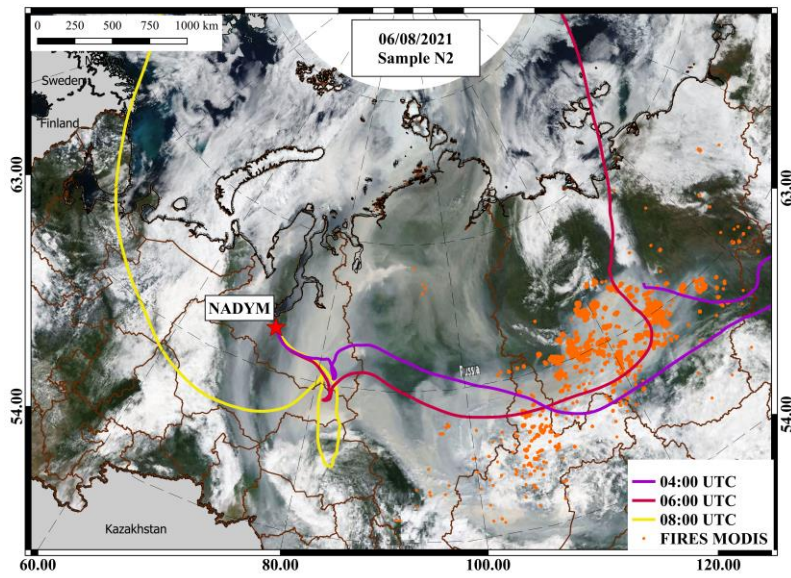 0 250 500 750 1000 km
06/08/2021
Sample N2
Sweden
Finland
63.00
63.00
NADYM
Russia
54.00
54.00
04:00 UTC
06:00 UTC
08:00 UTC
FIRES MODIS
Kazakhstan
60.00 80.00 100.00 120.00